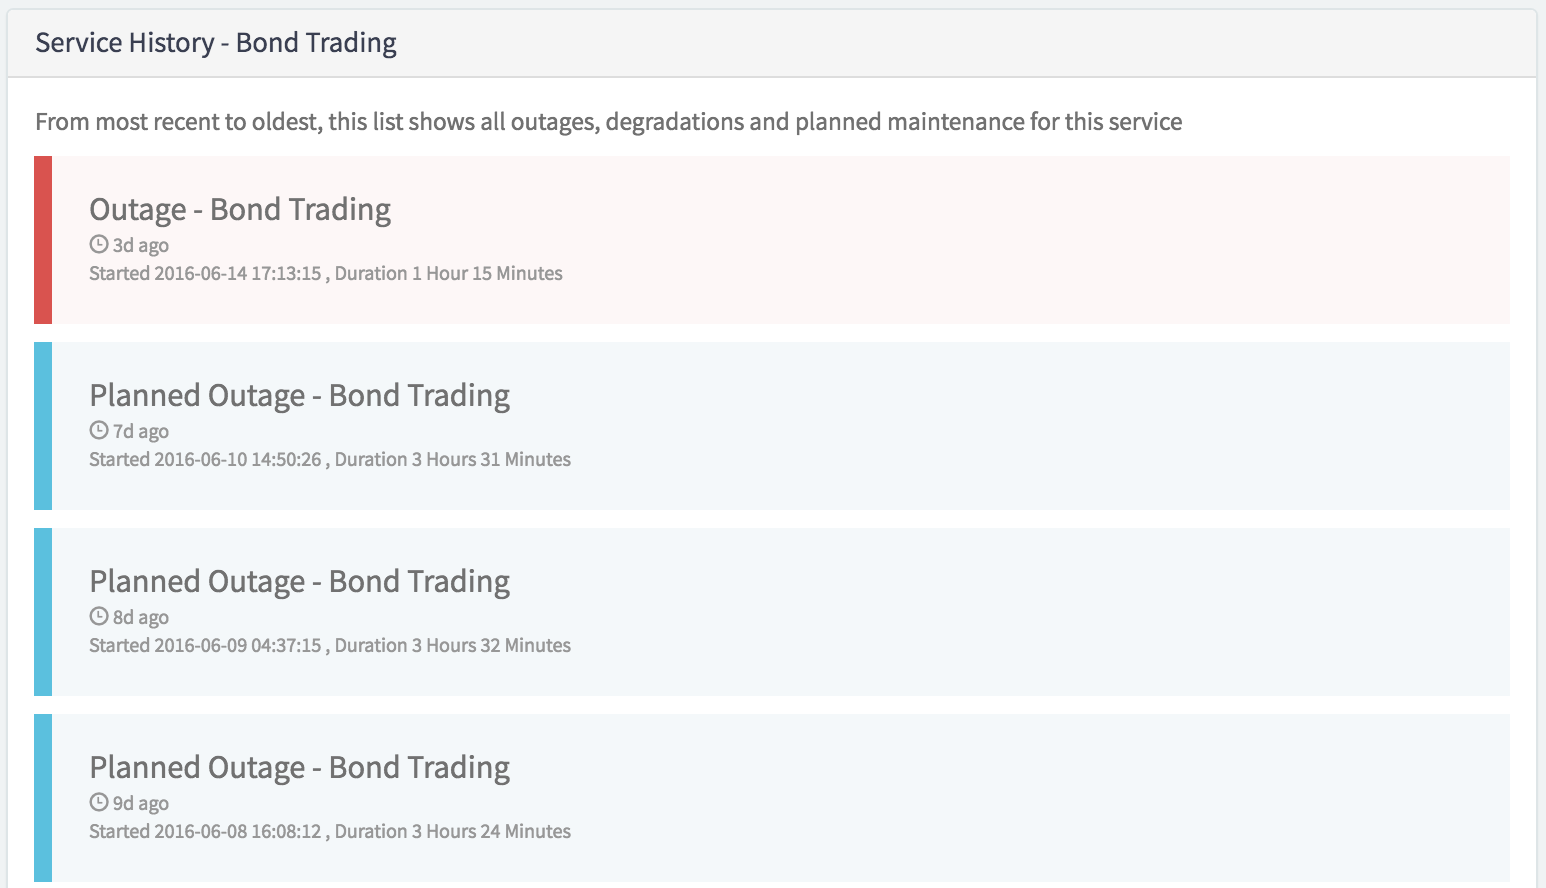 Service History - Bond Trading
From most recent to oldest, this list shows all outages, degradations and planned maintenance for this service
Outage - Bond Trading
3d ago
Started 2016-06-14 17:13:15 , Duration 1 Hour 15 Minutes
Planned Outage - Bond Trading
7d ago
Started 2016-06-10 14:50:26 , Duration 3 Hours 31 Minutes
Planned Outage - Bond Trading
8d ago
Started 2016-06-09 04:37:15 , Duration 3 Hours 32 Minutes
Planned Outage - Bond Trading
9d ago
Started 2016-06-08 16:08:12 , Duration 3 Hours 24 Minutes